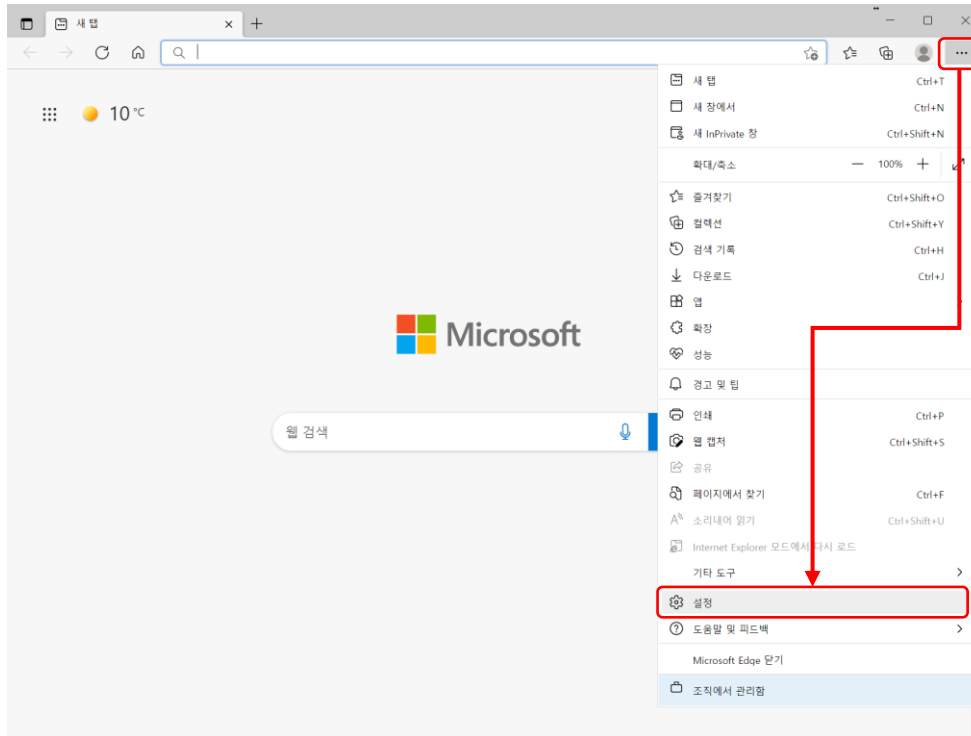 새 탭
10 °C
새 탭 Ctrl+T
새 창에서 Ctrl+N
새 InPrivate 창 Ctrl+Shift+N
확대/축소 100%
즐겨찾기 Ctrl+Shift+O
컬렉션 Ctrl+Shift+Y
검색 기록 Ctrl+H
다운로드 Ctrl+J
앱
확장
성능
경고 및 팁
인쇄 Ctrl+P
웹 캡처 Ctrl+Shift+S
공유
페이지에서 찾기 Ctrl+F
소리내어 읽기 Ctrl+Shift+U
Internet Explorer 모드에서 다시 로드
기타 도구
설정
도움말 및 피드백
Microsoft Edge 닫기
조직에서 관리함
Microsoft
웹 검색